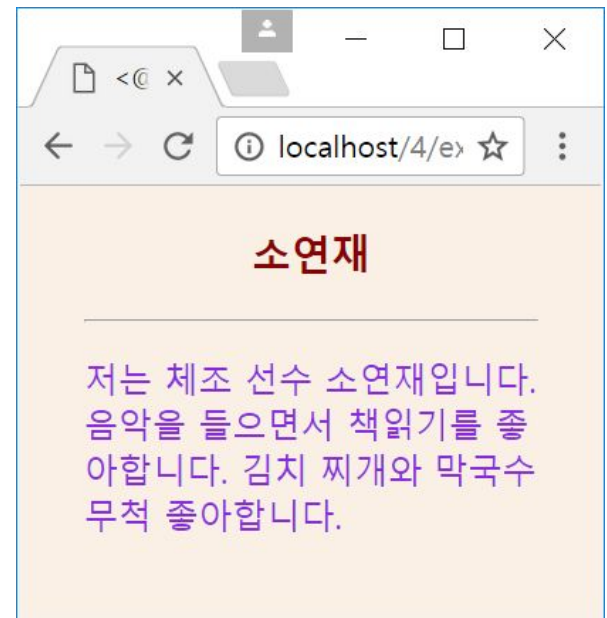 <@
localhost/4/ex
소연재
저는 체조 선수 소연재입니다.
음악을 들으면서 책읽기를 좋
아합니다. 김치 찌개와 막국수
무척 좋아합니다.